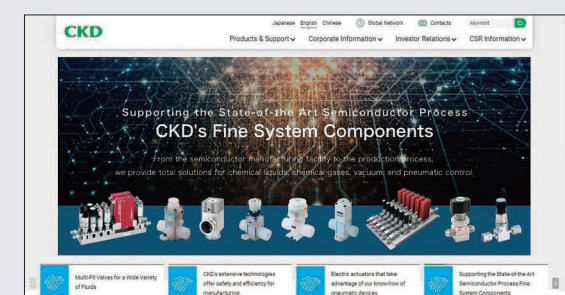 CKD
Japanese English Chinese Global Network Contacts keyword
Products & Support Corporate Information Investor Relations CSR Information
Supporting the State-of-the Art Semiconductor Process
CKD's Fine System Components
From the semiconductor manufacturing facility to the production process,
we provide total solutions for chemical liquids, chemical gases, vacuum, and pneumatic control.
Multi-Fit Valves for a Wide Variety
of Fluids
CKD's extensive technologies
offer safety and efficiency for
manufacturing.
Electric actuators that take
advantage of our know-how of
pneumatic devices
Supporting the State-of-the Art
Semiconductor Process Fine
System Components